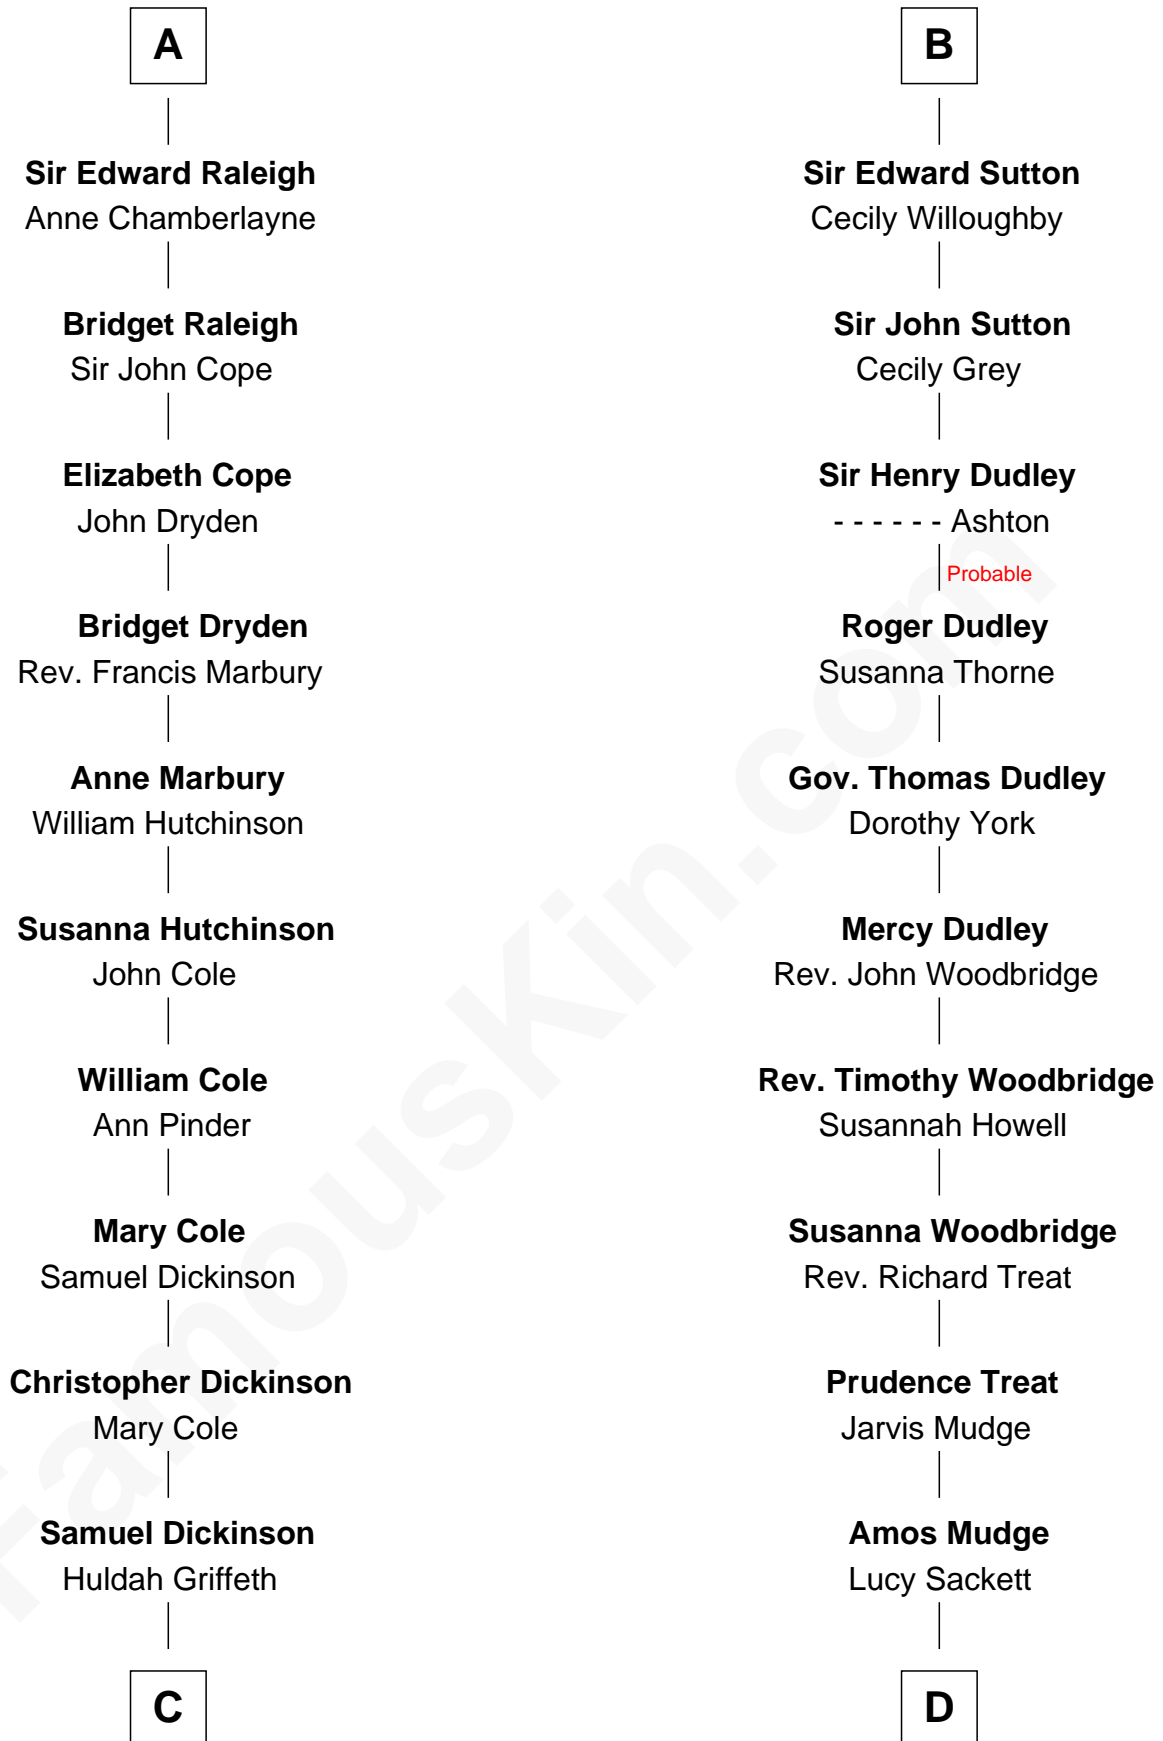 A
Sir Edward Raleigh
Anne Chamberlayne
Bridget Raleigh
Sir John Cope
Elizabeth Cope
John Dryden
Bridget Dryden
Rev. Francis Marbury
Anne Marbury
William Hutchinson
Susanna Hutchinson
John Cole
William Cole
Ann Pinder
Mary Cole
Samuel Dickinson
Christopher Dickinson
Mary Cole
Samuel Dickinson
Huldah Griffeth
C
B
Sir Edward Sutton
Cecily Willoughby
Sir John Sutton
Cecily Grey
Sir Henry Dudley
- - - - - - Ashton
Probable
Roger Dudley
Susanna Thorne
Gov. Thomas Dudley
Dorothy York
Mercy Dudley
Rev. John Woodbridge
Rev. Timothy Woodbridge
Susannah Howell
Susanna Woodbridge
Rev. Richard Treat
Prudence Treat
Jarvis Mudge
Amos Mudge
Lucy Sackett
D
FamousKin.com